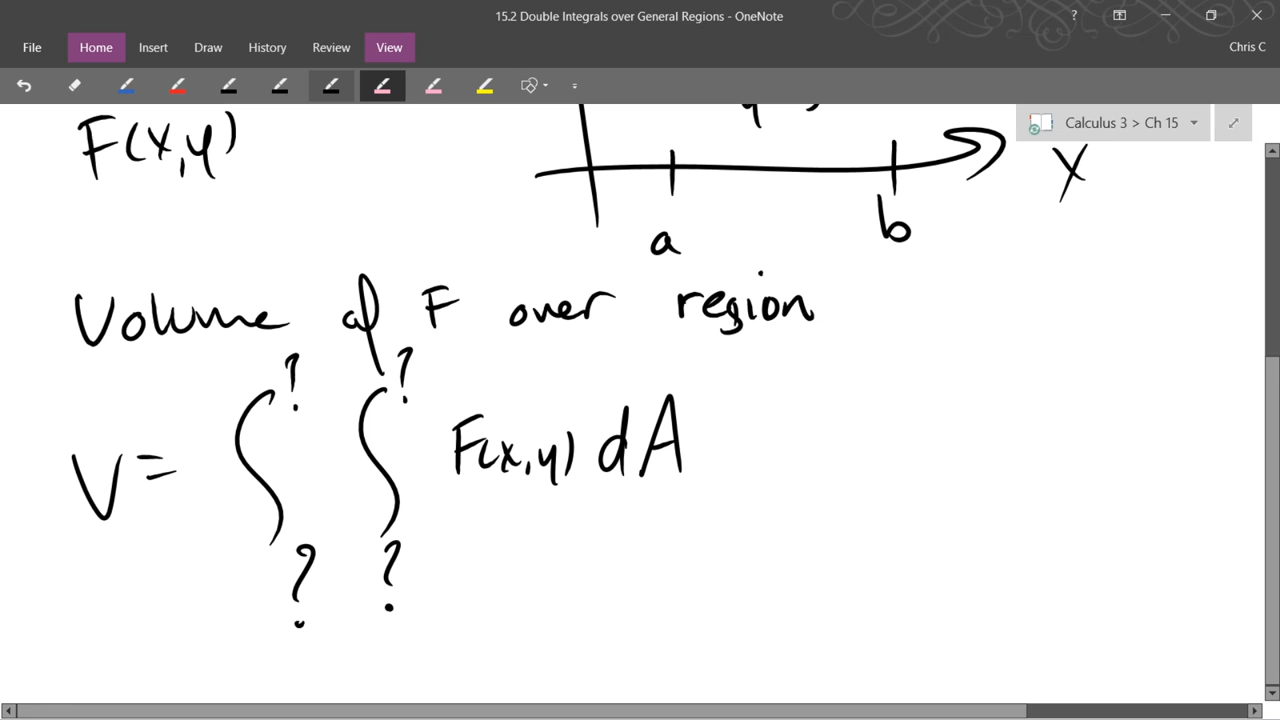 15.2 Double Integrals over General Regions - OneNote
?
File Home Insert Draw History Review View Chris C
Calculus 3 > Ch 15
F(x,y)
X
a b
Volume of F over region
? ?
V = ∫ ∫ F(x,y) dA
? ?